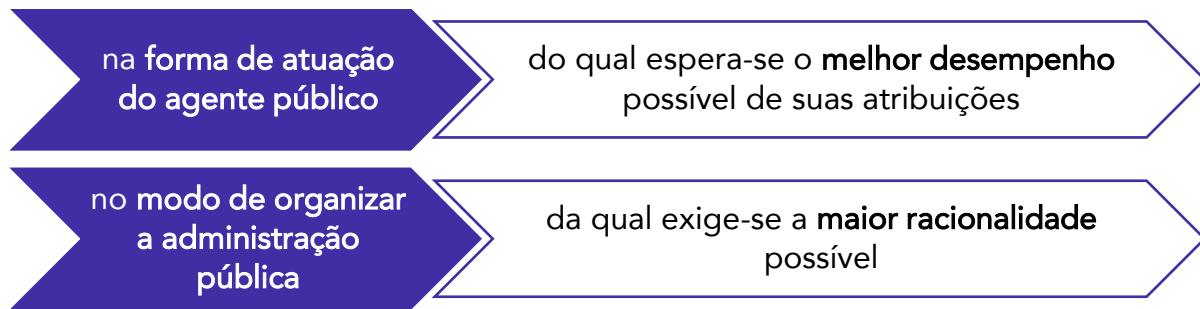 na forma de atuação
do agente público
do qual espera-se o melhor desempenho
possível de suas atribuições
no modo de organizar
a administração
pública
da qual exige-se a maior racionalidade
possível